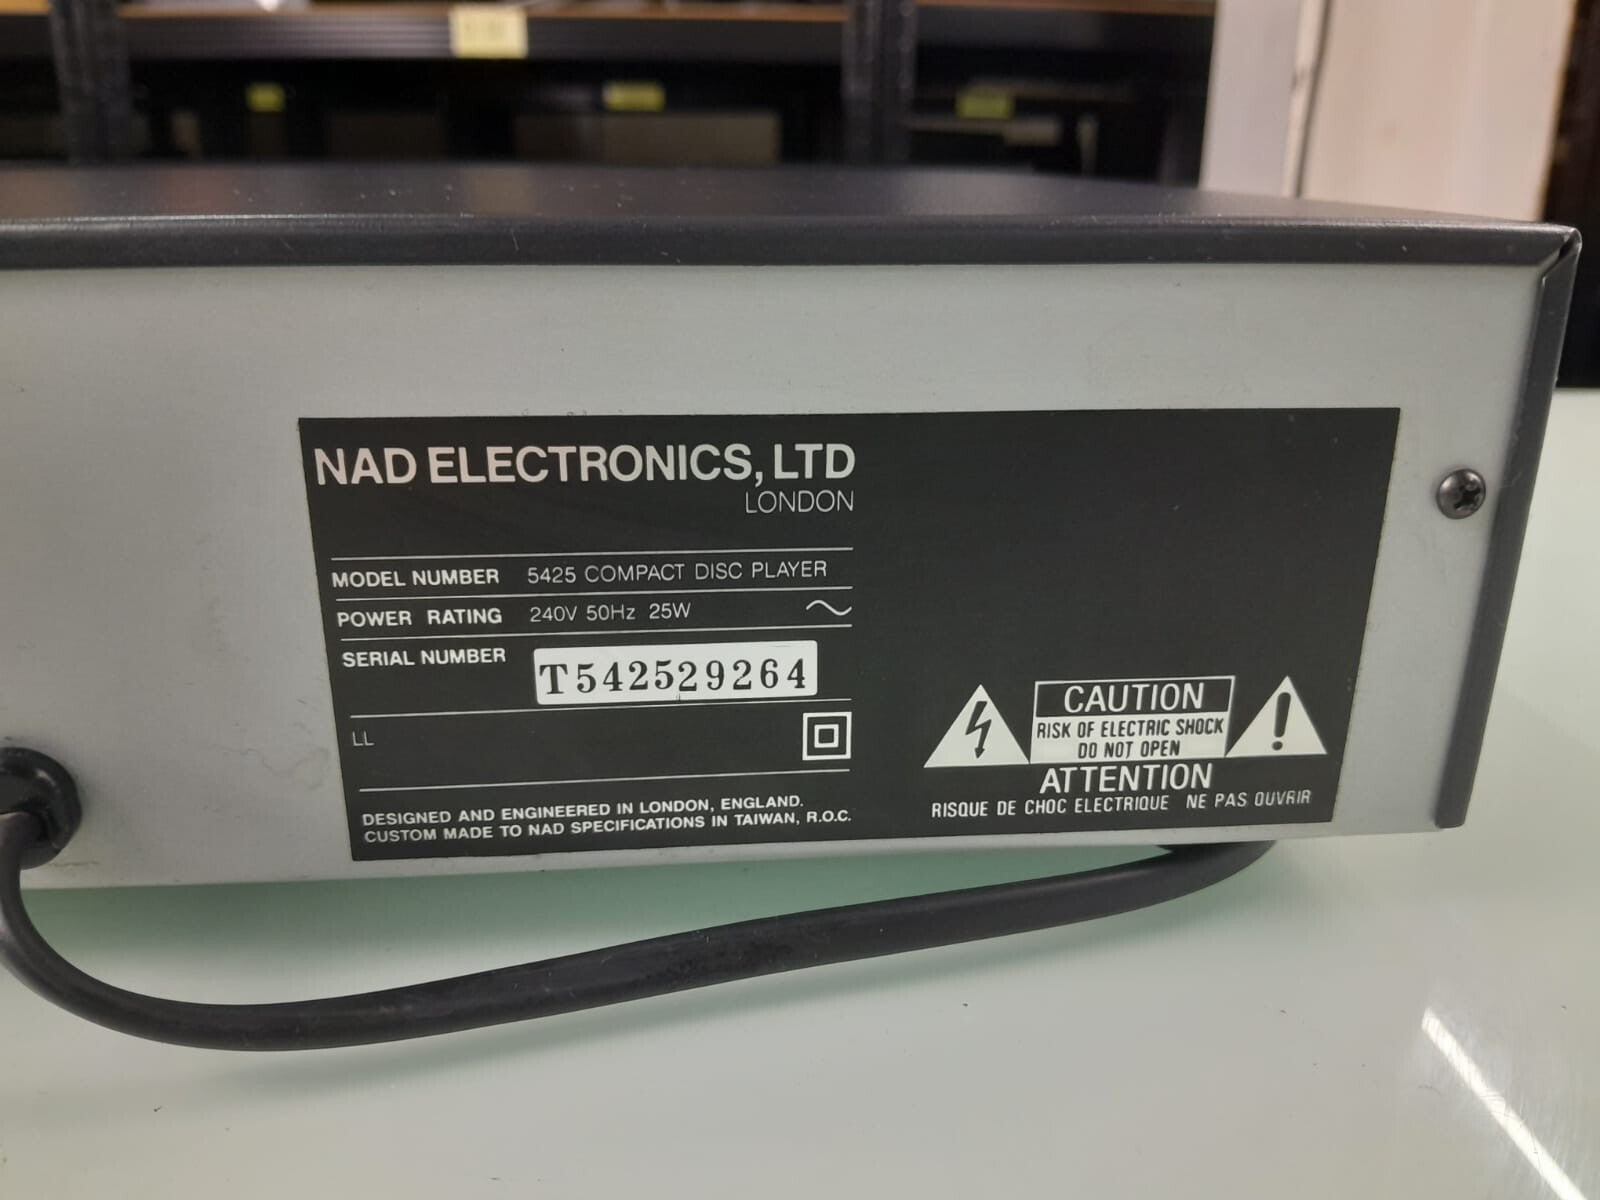 NAD ELECTRONICS, LTD
LONDON
MODEL NUMBER 5425 COMPACT DISC PLAYER
POWER RATING 240V 50Hz 25W
SERIAL NUMBER T542529264
LL
DESIGNED AND ENGINEERED IN LONDON, ENGLAND.
CUSTOM MADE TO NAD SPECIFICATIONS IN TAIWAN, R.O.C.
CAUTION
RISK OF ELECTRIC SHOCK
DO NOT OPEN
ATTENTION
RISQUE DE CHOC ELECTRIQUE NE PAS OUVRIR